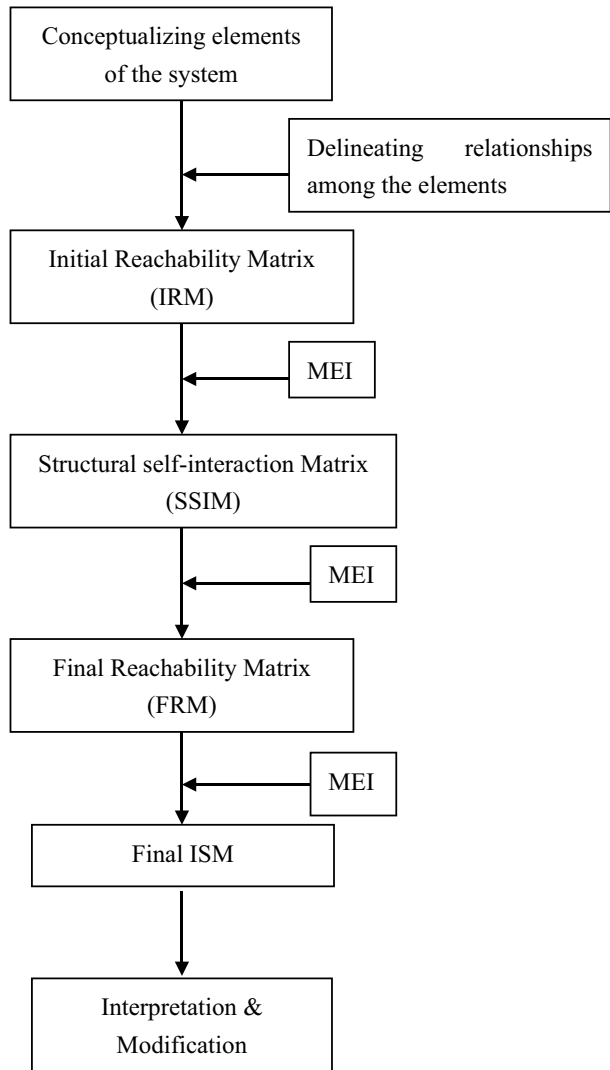 Conceptualizing elements
of the system
Delineating relationships
among the elements
Initial Reachability Matrix
(IRM)
MEI
Structural self-interaction Matrix
(SSIM)
MEI
Final Reachability Matrix
(FRM)
MEI
Final ISM
Interpretation &
Modification